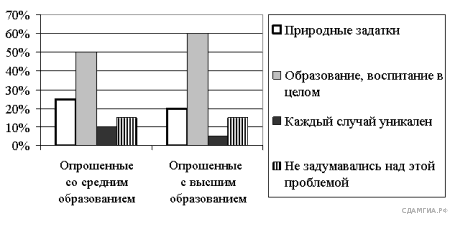 70%
60%
50%
40%
30%
20%
10%
0%
Опрошенные
со средним
образованием
Опрошенные
с высшим
образованием
Природные задатки
Образование, воспитание в
целом
Каждый случай уникален
Не задумавались над этой
проблемой
СДАМГИА.РФ